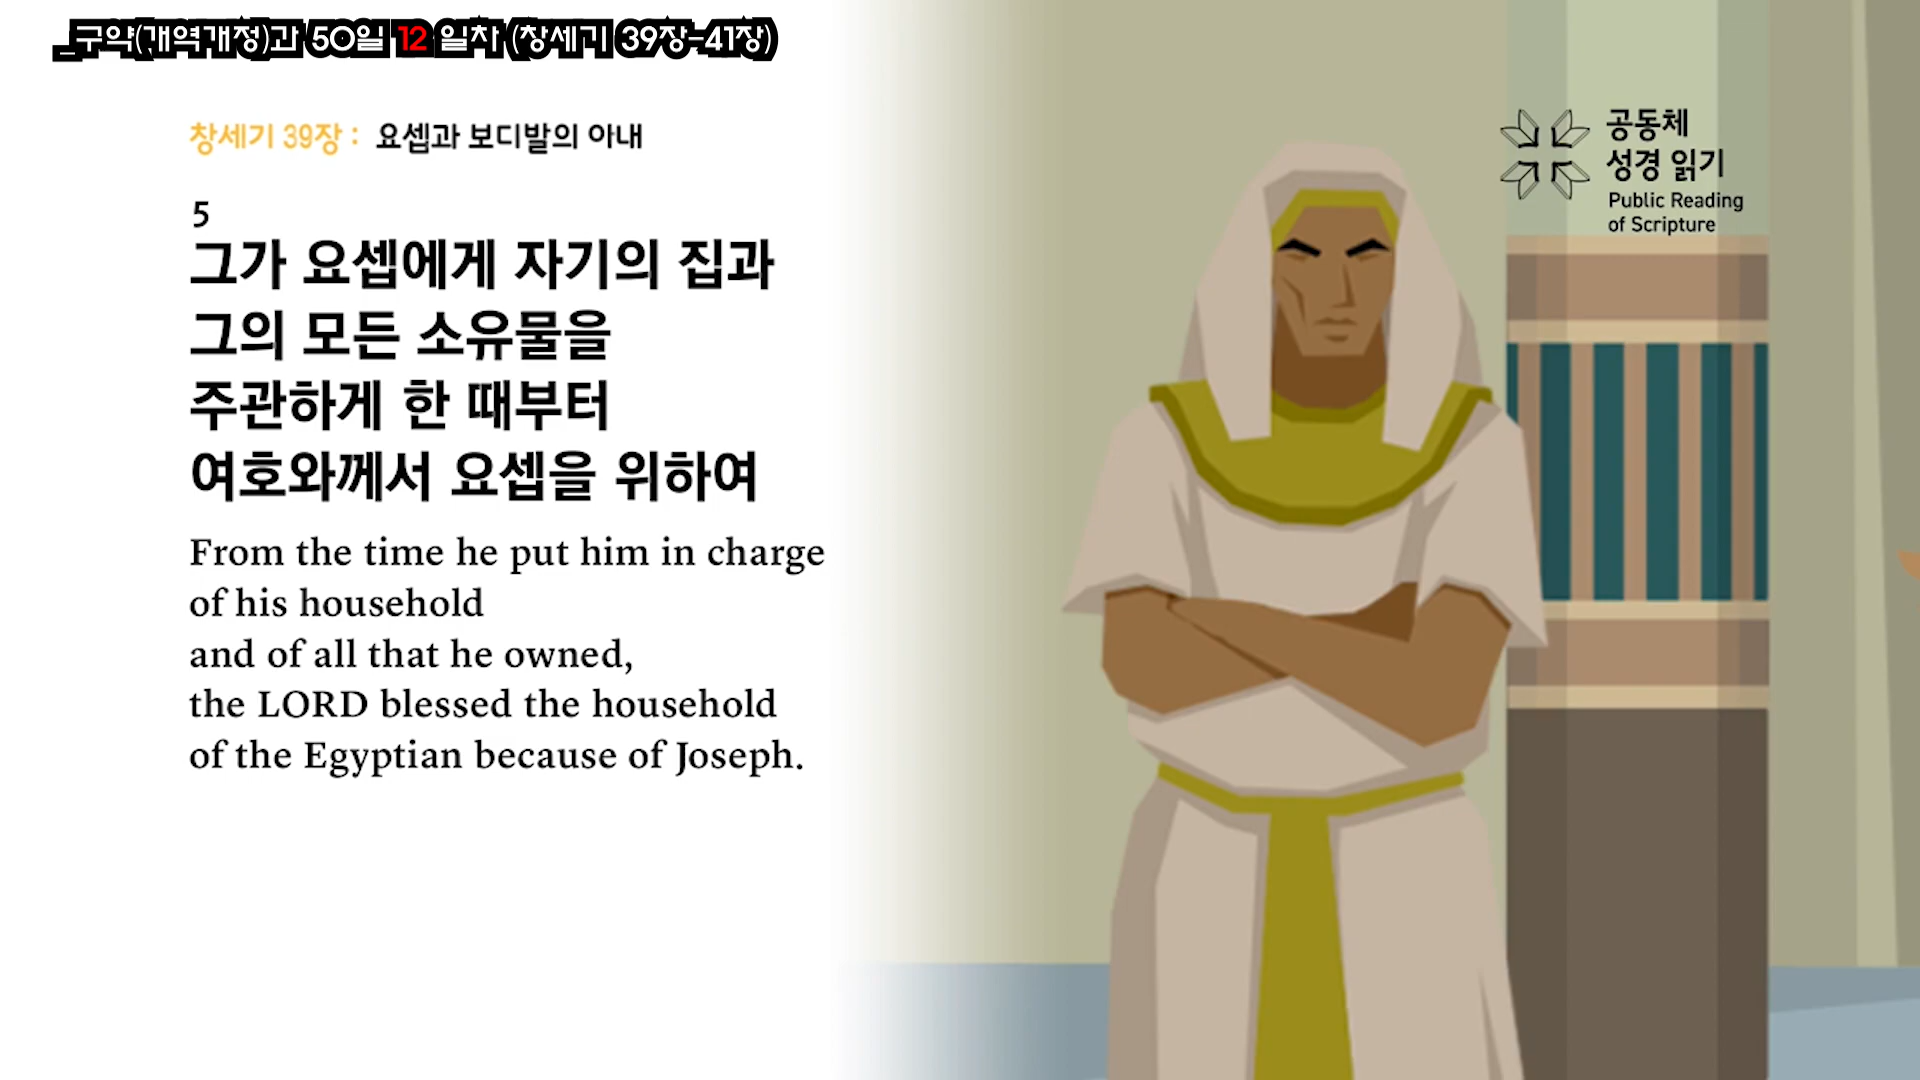 _구약(개역개정)과 50일 12 일차 (창세기 39장-41장)
창세기 39장 : 요셉과 보디발의 아내
공동체
성경 읽기
Public Reading
of Scripture
5
그가 요셉에게 자기의 집과
그의 모든 소유물을
주관하게 한 때부터
여호와께서 요셉을 위하여
From the time he put him in charge
of his household
and of all that he owned,
the LORD blessed the household
of the Egyptian because of Joseph.